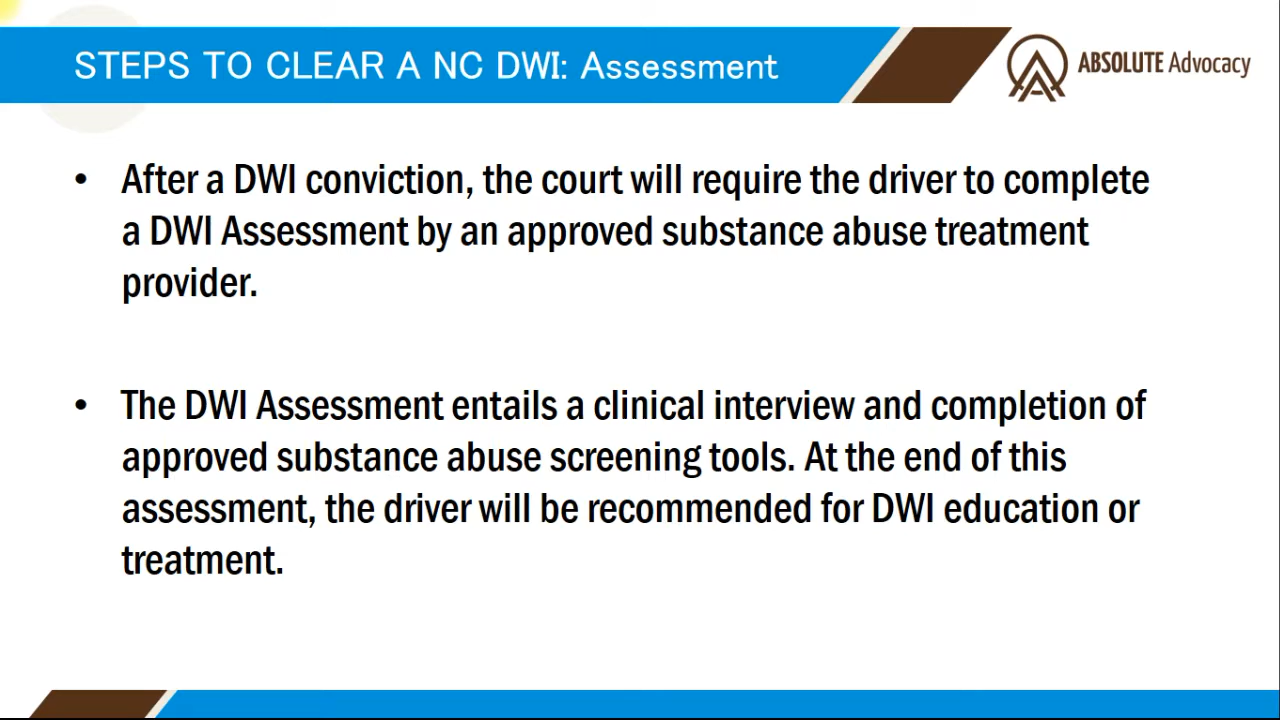 STEPS TO CLEAR A NC DWI: Assessment
ABSOLUTE Advocacy
• After a DWI conviction, the court will require the driver to complete
a DWI Assessment by an approved substance abuse treatment
provider.
• The DWI Assessment entails a clinical interview and completion of
approved substance abuse screening tools. At the end of this
assessment, the driver will be recommended for DWI education or
treatment.